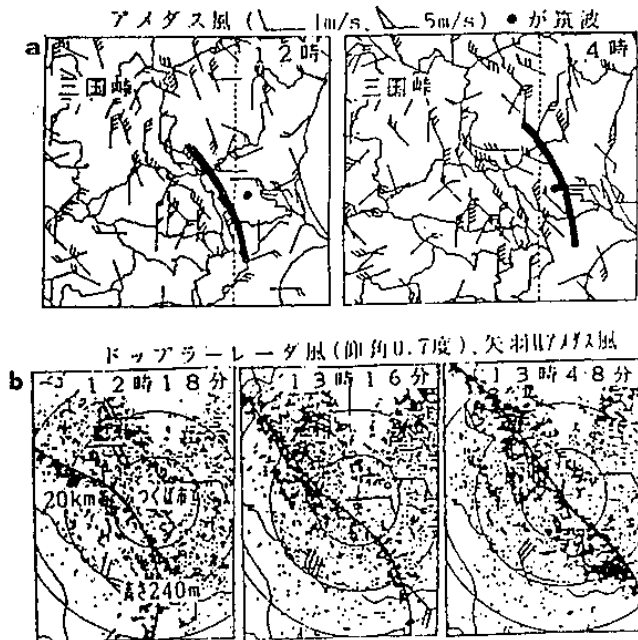 アメダス風 ( 1m/s、 5m/s) ● が筑波
a
2時
三国峠
4時
三国峠
ドップラーレーダ風(仰角0.7度)、矢羽はアメダス風
b
12時18分
20km
つくば市
高さ240m
13時16分
13時48分